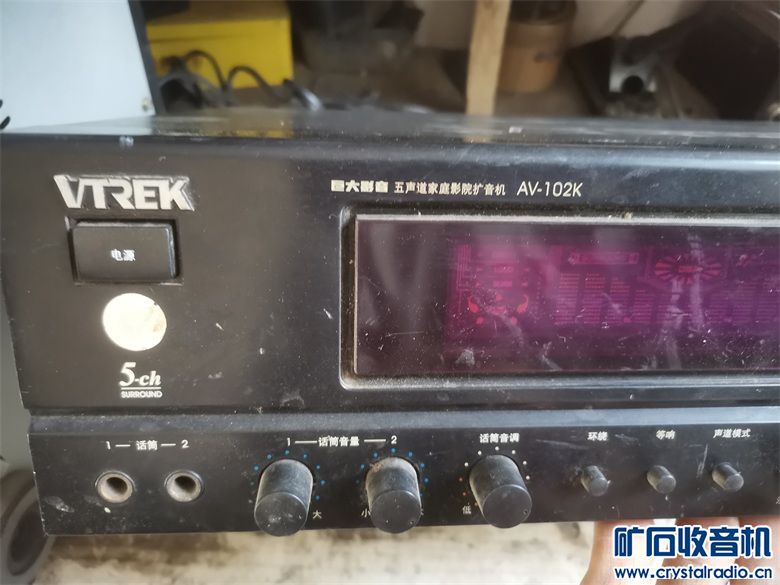 VTREK
巨大影音 五声道家庭影院扩音机 AV-102K
电源
5-ch
SURROUND
1 — 话筒 — 2
1 — 话筒音量 — 2
话筒音调
环绕
等响
声道模式
大
小
低
矿石收音机
www.crystalradio.cn